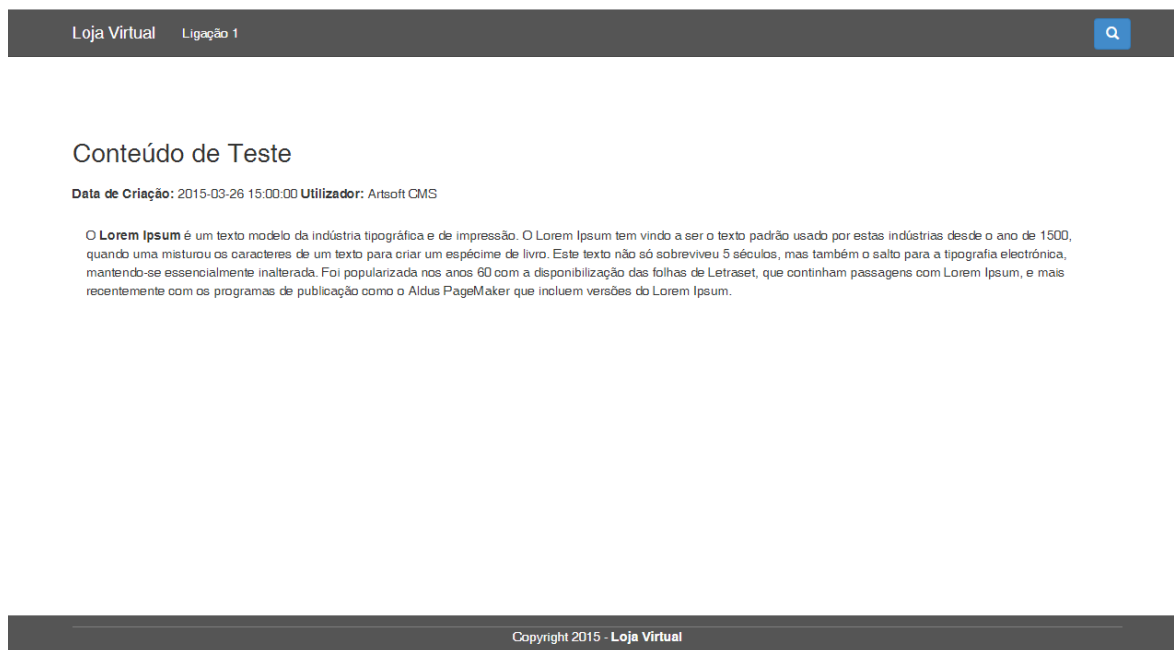 Loja Virtual Ligação 1
Conteúdo de Teste
Data de Criação: 2015-03-26 15:00:00 Utilizador: Artsoft CMS
O Lorem Ipsum é um texto modelo da indústria tipográfica e de impressão. O Lorem Ipsum tem vindo a ser o texto padrão usado por estas indústrias desde o ano de 1500,
quando uma misturou os caracteres de um texto para criar um espécime de livro. Este texto não só sobreviveu 5 séculos, mas também o salto para a tipografia electrónica,
mantendo-se essencialmente inalterada. Foi popularizada nos anos 60 com a disponibilização das folhas de Letraset, que continham passagens com Lorem Ipsum, e mais
recentemente com os programas de publicação como o Aldus PageMaker que incluem versões do Lorem Ipsum.
Copyright 2015 - Loja Virtual